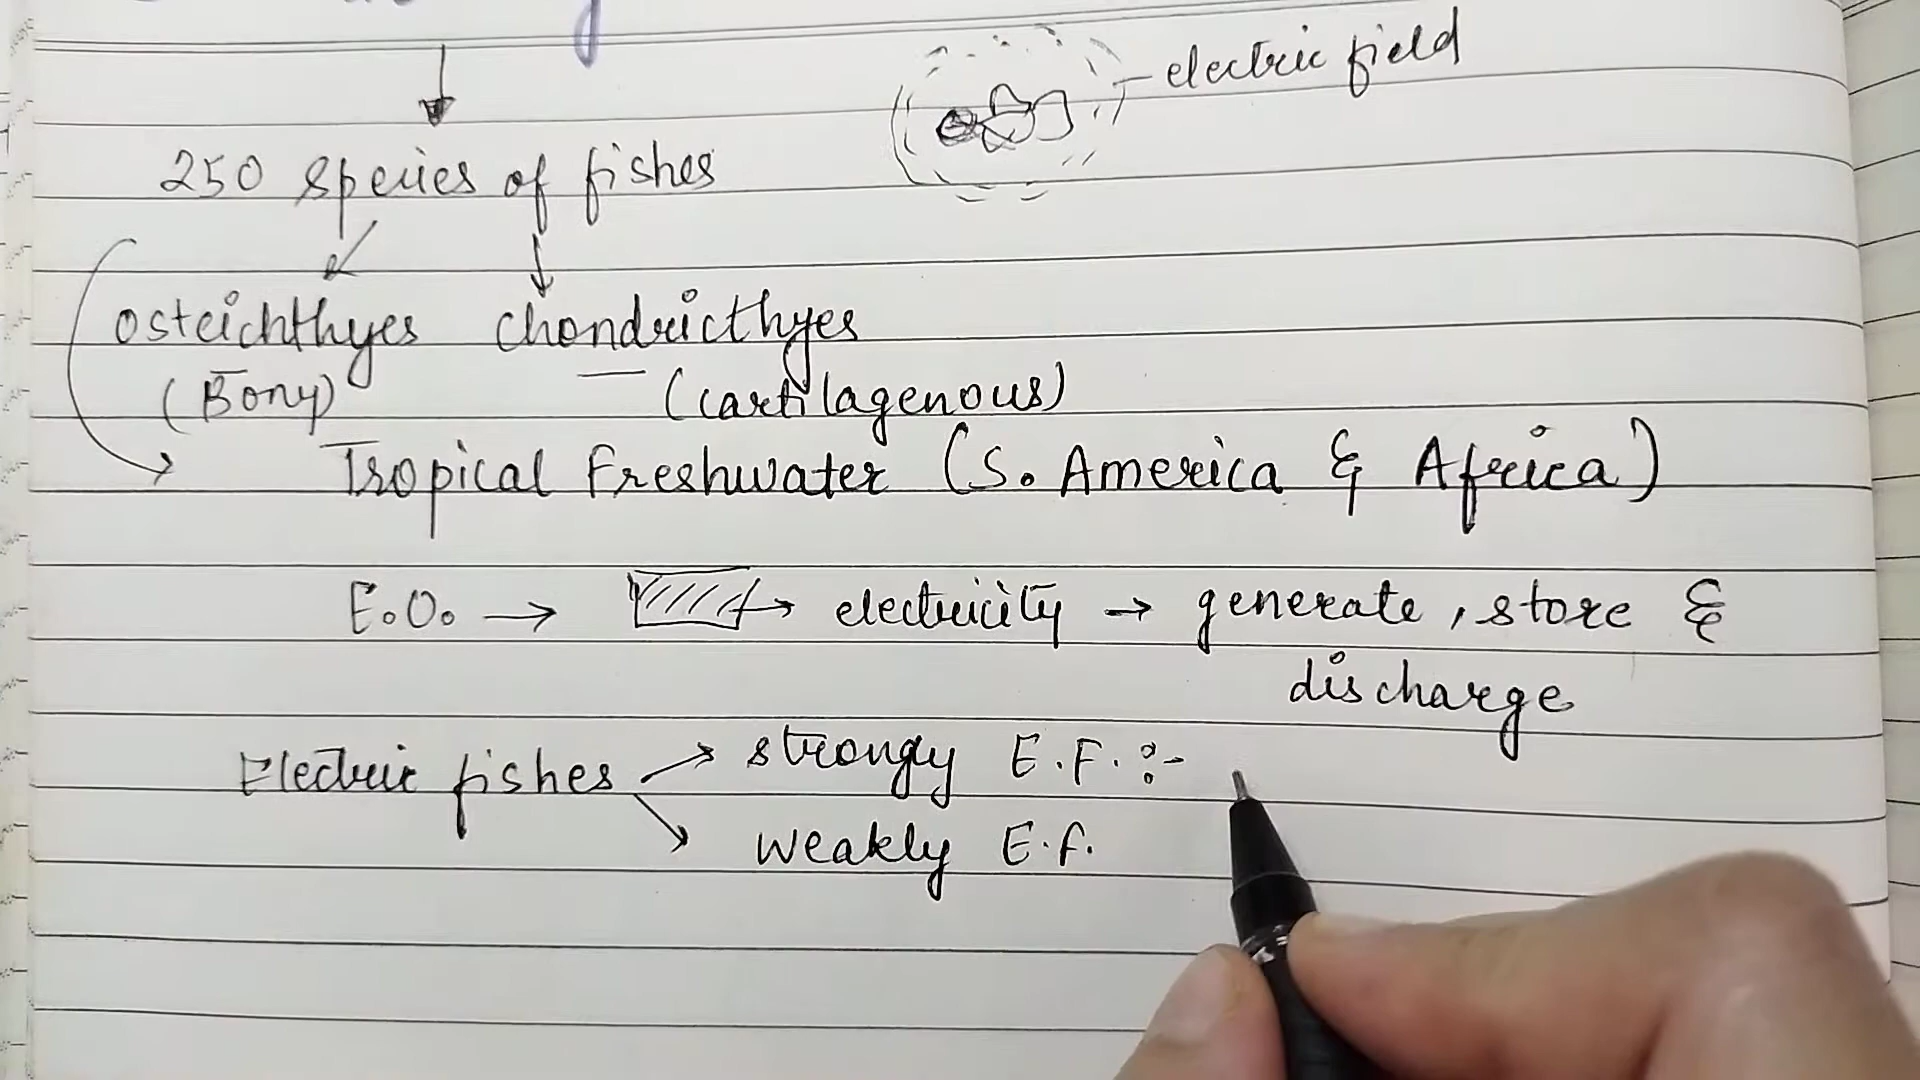 electric field
250 species of fishes
Osteichthyes chondricthyes
(Bony) (cartilagenous)
Tropical Freshwater (S. America & Africa)
E.O. → → electricity → generate, store &
discharge
Electric fishes → strongly E.F. :-
→ weakly E.F.